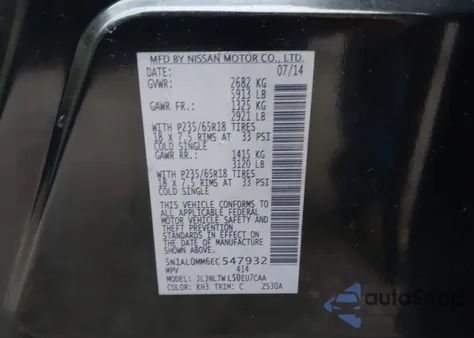 MFD BY NISSAN MOTOR CO., LTD.
DATE: 07/14
GVWR: 2682 KG
5913 LB
GAWR FR.: 1325 KG
2921 LB
WITH P235/65R18 TIRES
18 X 7.5 RIMS AT 33 PSI
COLD SINGLE
GAWR RR.: 1415 KG
3120 LB
WITH P235/65R18 TIRES
18 X 7.5 RIMS AT 33 PSI
COLD SINGLE
THIS VEHICLE CONFORMS TO ALL
APPLICABLE FEDERAL
MOTOR VEHICLE SAFETY
AND THEFT PREVENTION
STANDARDS IN EFFECT ON THE
DATE OF MANUFACTURE
SHOWN ABOVE.
5N1AL0MM6EC547932
MPV 414
MODEL: JLJNLTWL50EU7CAA
COLOR: KH3 TRIM: C 2530A
AutoSnap